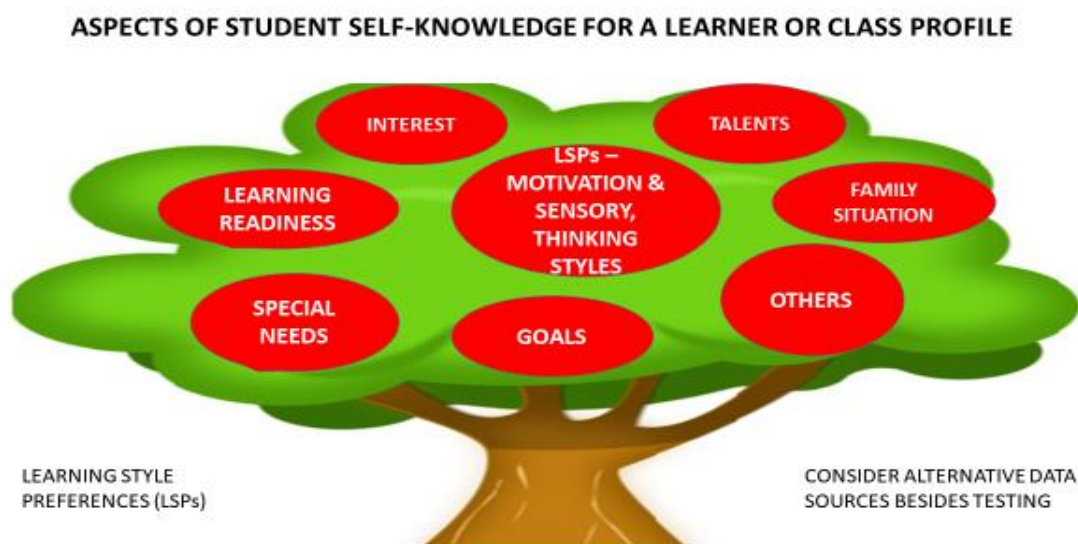 ASPECTS OF STUDENT SELF-KNOWLEDGE FOR A LEARNER OR CLASS PROFILE
INTEREST
TALENTS
LSPs –
MOTIVATION &
SENSORY,
THINKING
STYLES
LEARNING
READINESS
FAMILY
SITUATION
SPECIAL
NEEDS
GOALS
OTHERS
LEARNING STYLE
PREFERENCES (LSPs)
CONSIDER ALTERNATIVE DATA
SOURCES BESIDES TESTING